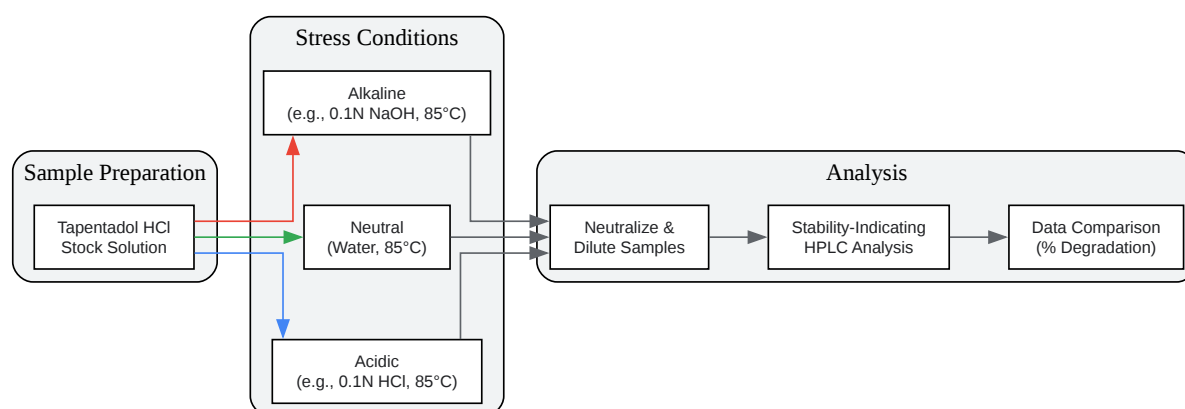 Stress Conditions
Alkaline
(e.g., 0.1N NaOH, 85°C)
Sample Preparation
Analysis
Tapentadol HCl
Stock Solution
Neutral
(Water, 85°C)
Neutralize &
Dilute Samples
Stability-Indicating
HPLC Analysis
Data Comparison
(% Degradation)
Acidic
(e.g., 0.1N HCl, 85°C)